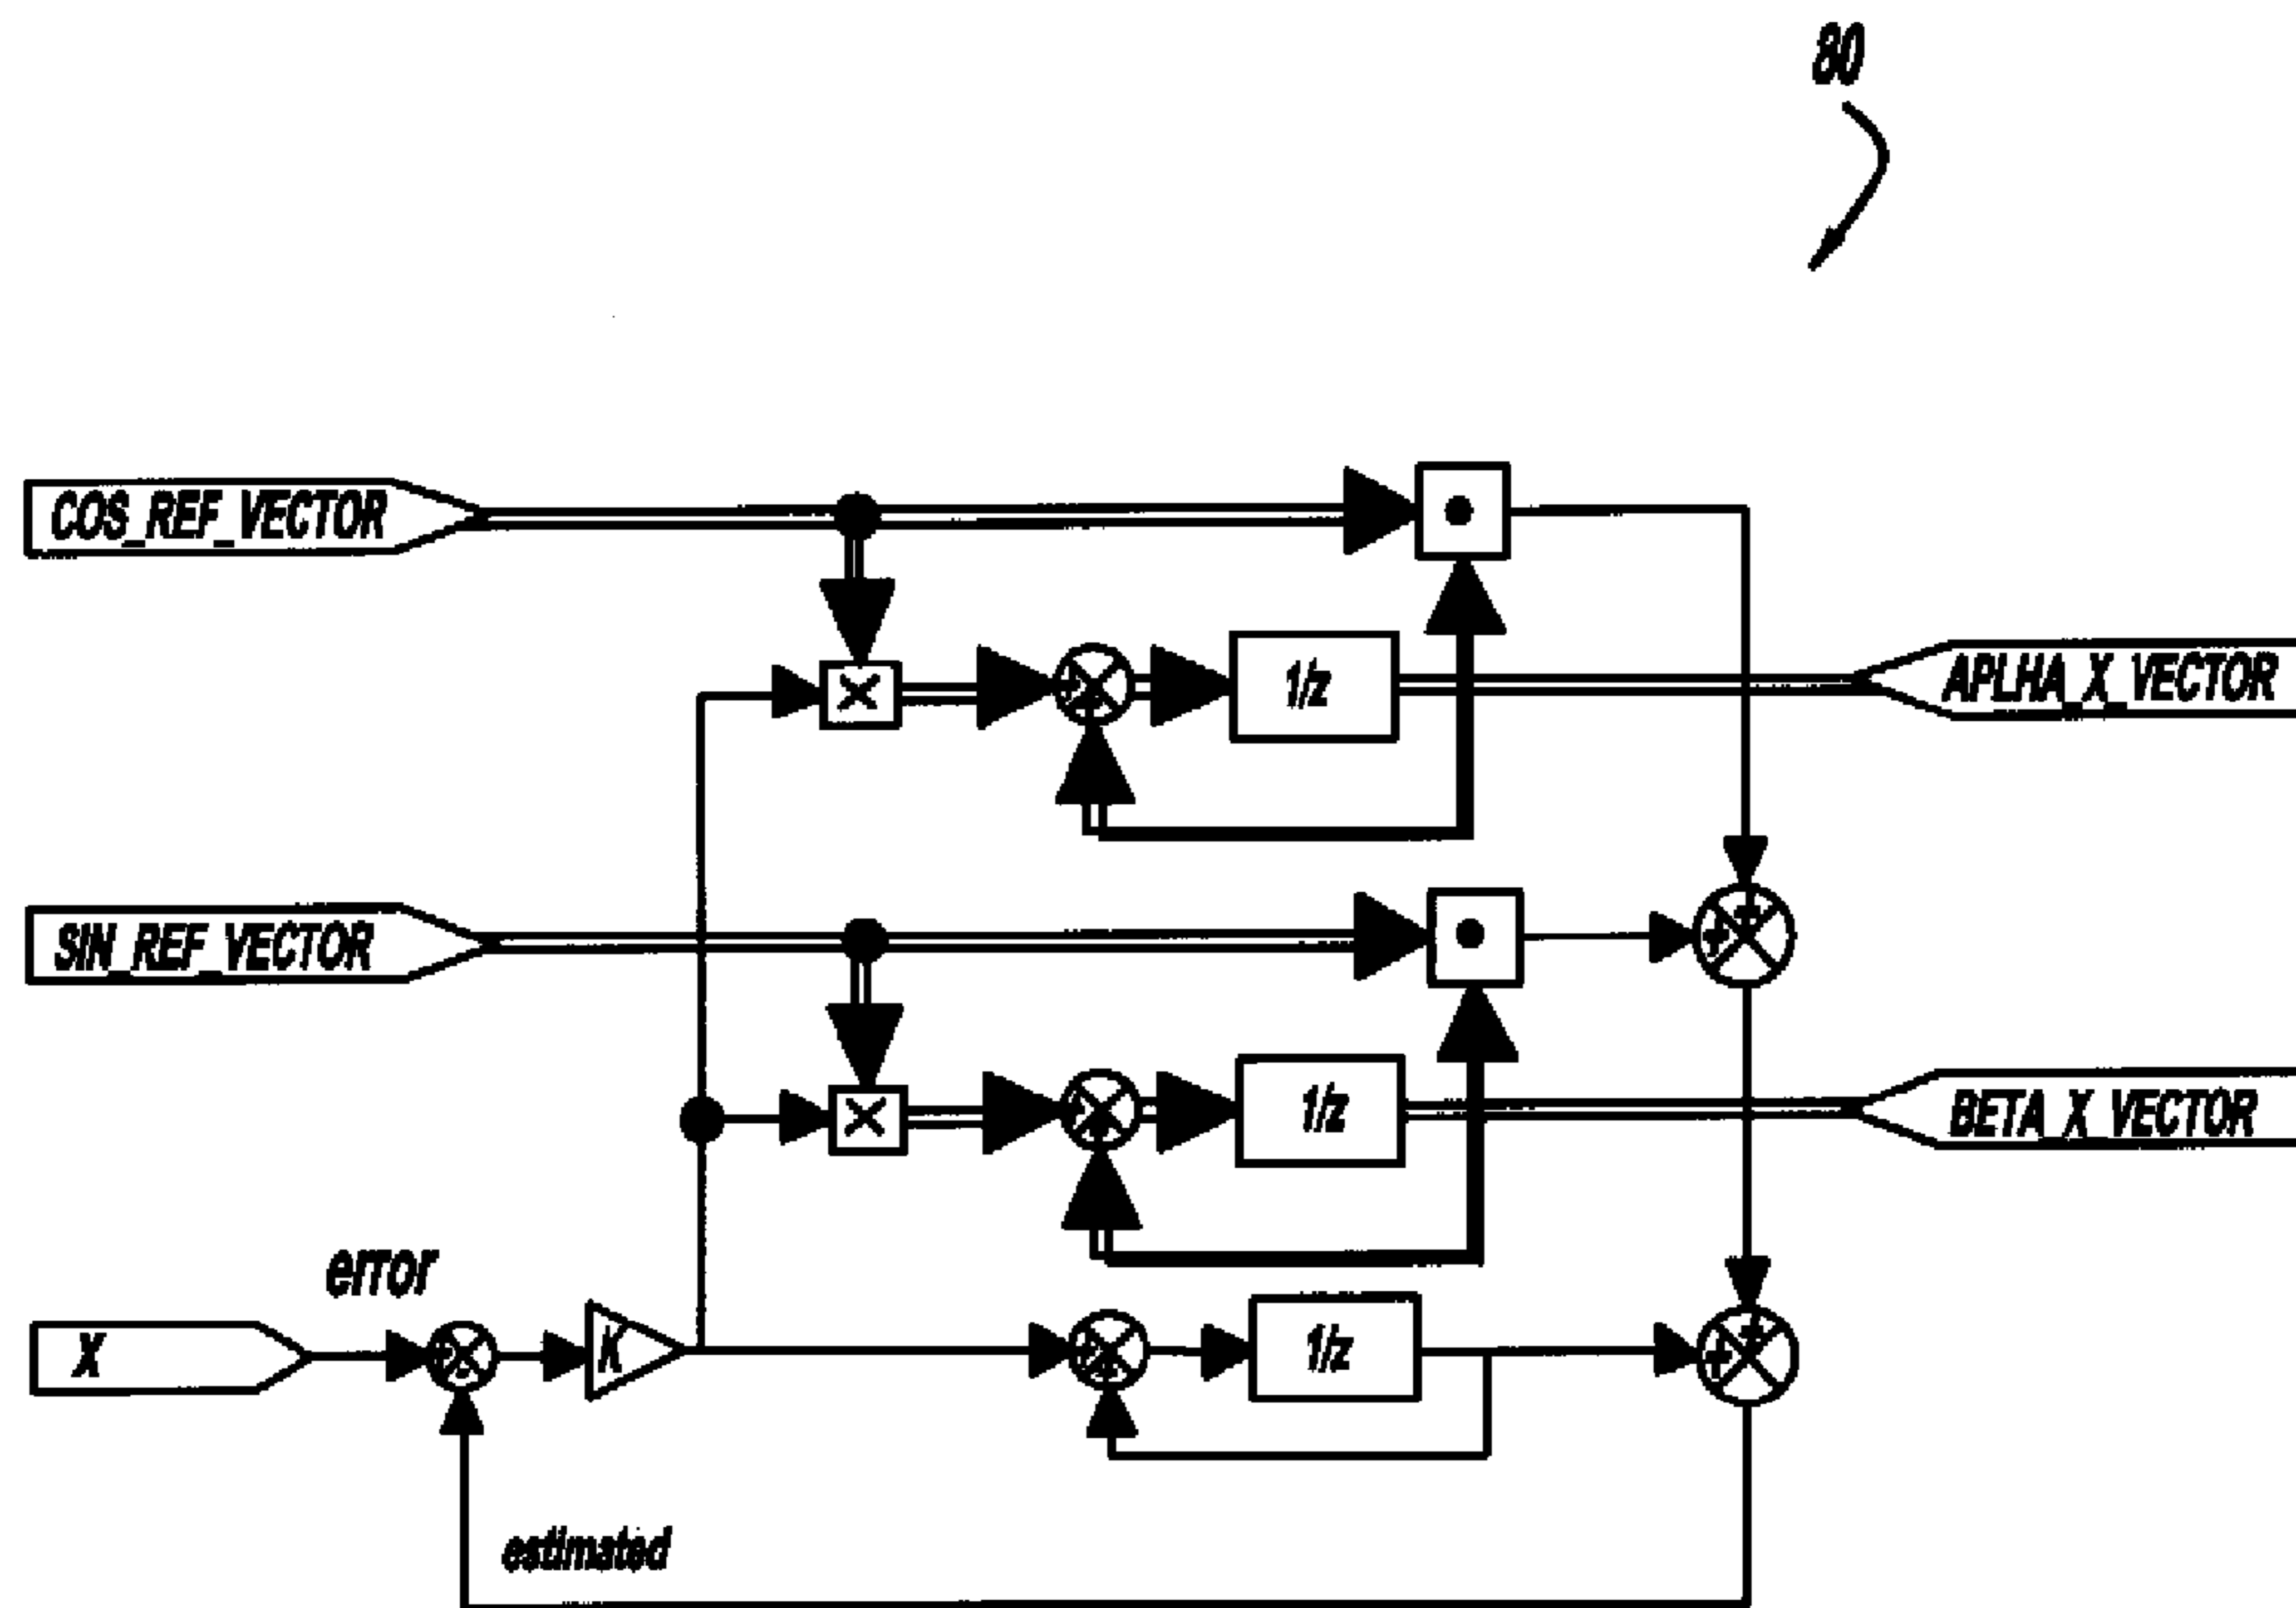 80
COS_REF_VECTOR
1/z
APLHA_X_VECTOR
SIN_REF_VECTOR
1/z
BETA_X_VECTOR
error
X
K
1/z
estimated